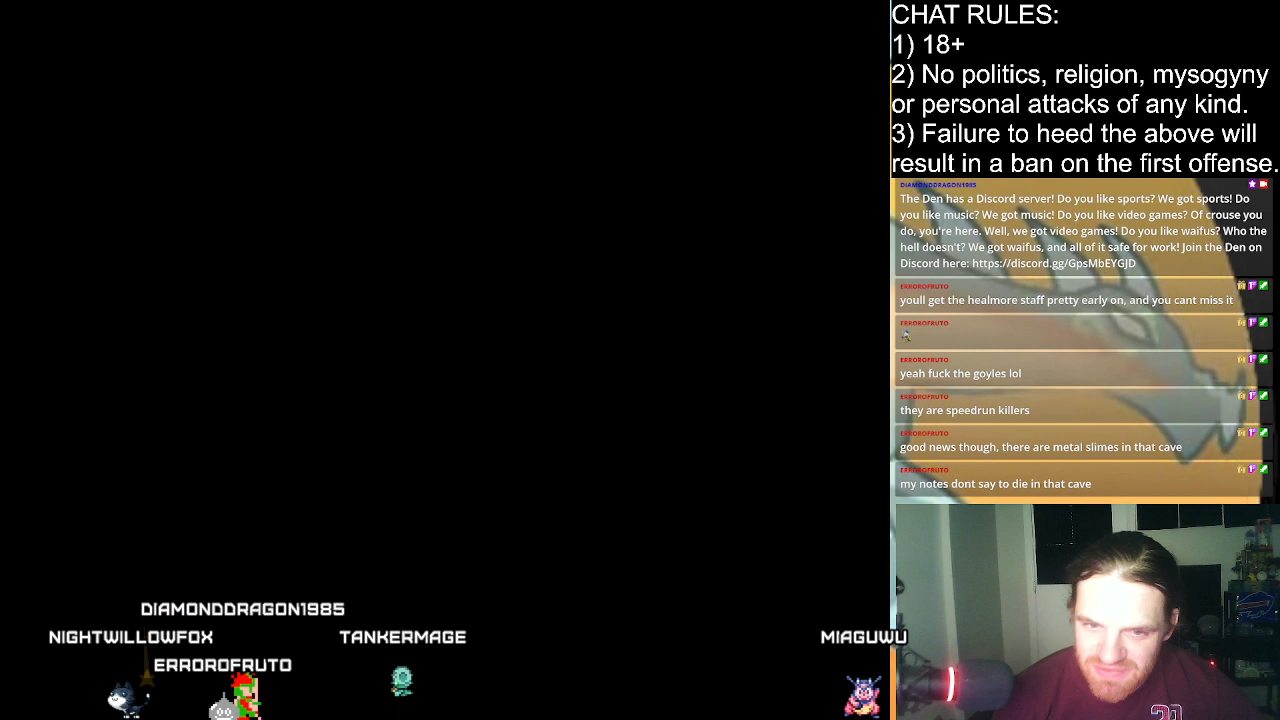 CHAT RULES:
1) 18+
2) No politics, religion, mysogyny
or personal attacks of any kind.
3) Failure to heed the above will
result in a ban on the first offense.
DIAMONDDRAGON1985
The Den has a Discord server! Do you like sports? We got sports! Do
you like music? We got music! Do you like video games? Of crouse you
do, you're here. Well, we got video games! Do you like waifus? Who the
hell doesn't? We got waifus, and all of it safe for work! Join the Den on
Discord here: https://discord.gg/GpsMbEYGJD
ERROROFRUTO
youll get the healmore staff pretty early on, and you cant miss it
ERROROFRUTO
ERROROFRUTO
yeah fuck the goyles lol
ERROROFRUTO
they are speedrun killers
ERROROFRUTO
good news though, there are metal slimes in that cave
ERROROFRUTO
my notes dont say to die in that cave
DIAMONDDRAGON1985
NIGHTWILLOWFOX
TANKERMAGE
MIAGUWU
ERROROFRUTO